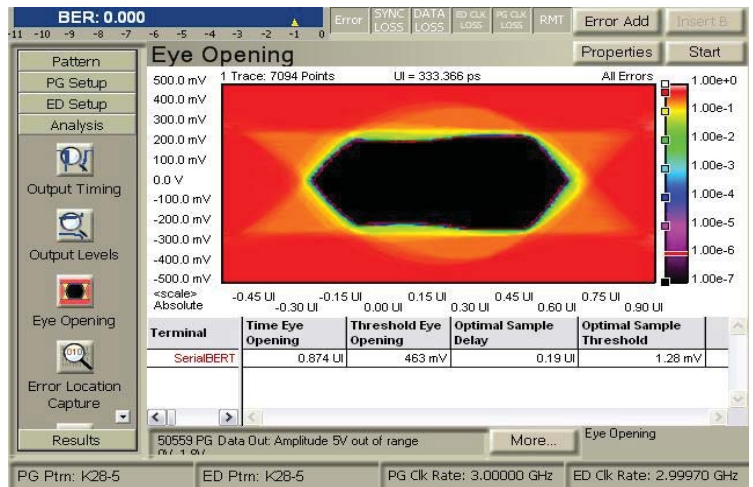 BER: 0.000
-11 -10 -9 -8 -7 -6 -5 -4 -3 -2 -1 0
Error
SYNC LOSS
DATA LOSS
ED CLK LOSS
PG CLK LOSS
RMT
Error Add
Insert B
Pattern
PG Setup
ED Setup
Analysis
Output Timing
Output Levels
Eye Opening
Error Location
Capture
Results
Eye Opening
Properties
Start
1 Trace: 7094 Points
UI = 333.366 ps
All Errors
500.0 mV
400.0 mV
300.0 mV
200.0 mV
100.0 mV
0.0 V
-100.0 mV
-200.0 mV
-300.0 mV
-400.0 mV
-500.0 mV
1.00e+0
1.00e-1
1.00e-2
1.00e-3
1.00e-4
1.00e-5
1.00e-6
1.00e-7
<scale>
Absolute
-0.45 UI -0.15 UI 0.15 UI 0.45 UI 0.75 UI
-0.30 UI 0.00 UI 0.30 UI 0.60 UI 0.90 UI
Terminal
Time Eye Opening
Threshold Eye Opening
Optimal Sample Delay
Optimal Sample Threshold
SerialBERT 0.874 UI 463 mV 0.19 UI 1.28 mV
50559 PG Data Out: Amplitude 5V out of range
More...
Eye Opening
PG Ptrn: K28-5
ED Ptrn: K28-5
PG Clk Rate: 3.00000 GHz
ED Clk Rate: 2.99970 GHz